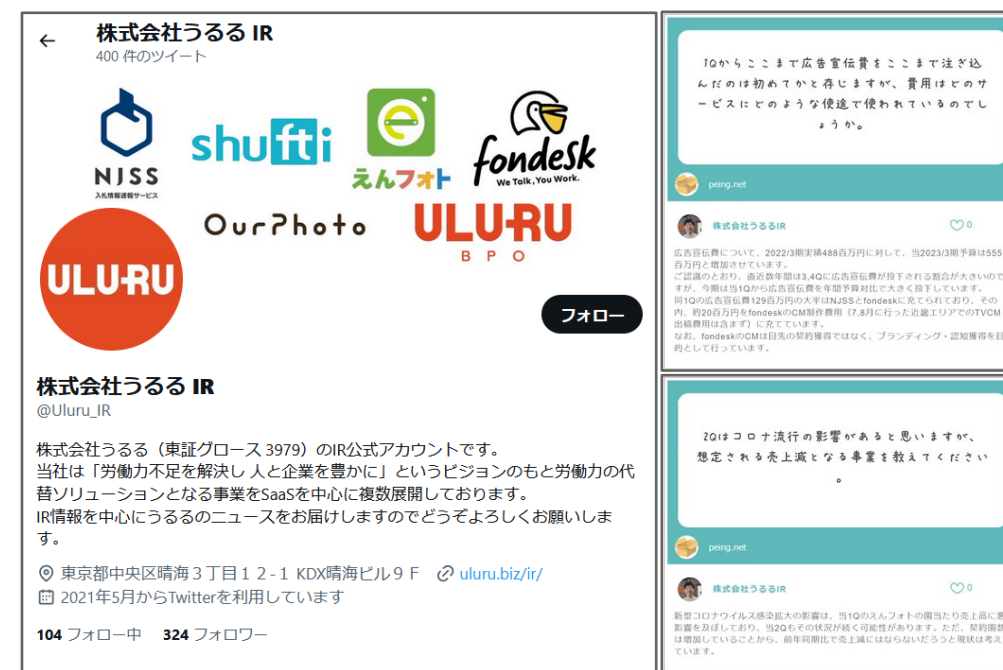 株式会社うるる IR
400 件のツイート
NJSS
入札情報速報サービス
shufti
e
えんフォト
fondesk
We Talk, You Work.
OurPhoto
ULURU
BPO
ULURU
フォロー
株式会社うるる IR
@Uluru_IR
株式会社うるる（東証グロース 3979）のIR公式アカウントです。
当社は「労働力不足を解決し 人と企業を豊かに」というビジョンのもと労働力の代
替ソリューションとなる事業をSaaSを中心に複数展開しております。
IR情報を中心にうるるのニュースをお届けしますのでどうぞよろしくお願いしま
す。
東京都中央区晴海３丁目１２-１ KDX晴海ビル９Ｆ uluru.biz/ir/
2021年5月からTwitterを利用しています
104 フォロー中 324 フォロワー
1Qからここまで広告宣伝費をここまで注ぎ込
んだのは初めてかと存じますが、費用はどのサ
ービスにどのような使途で使われているのでし
ょうか。
peing.net
株式会社うるるIR
0
広告宣伝費について、2022/3期実績488百万円に対して、当2023/3期予算は555
百万円と増加させています。
ご認識のとおり、直近数年間は3,4Qに広告宣伝費が投下される割合が大きいので
すが、今期は当1Qから広告宣伝費を年間予算対比で大きく投下しています。
同1Qの広告宣伝費129百万円の大半はNJSSとfondeskに充てられており、その
内、約20百万円をfondeskのCM制作費用（7,8月に行った近畿エリアでのTVCM
出稿費用は含まず）に充てています。
なお、fondeskのCMは目先の契約獲得ではなく、ブランディング・認知獲得を目
的として行っています。
2Qはコロナ流行の影響があると思いますが、
想定される売上減となる事業を教えてください
。
peing.net
株式会社うるるIR
0
新型コロナウイルス感染拡大の影響は、当1Qのえんフォトの園当たり売上高に悪
影響を及ぼしており、当2Qもその状況が続く可能性があります。ただ、契約園数
は増加していることから、前年同期比で売上減にはならないだろうと現状は考え
ています。